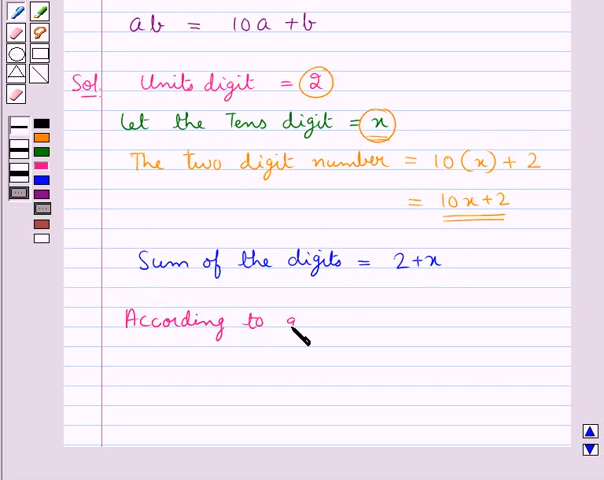 ab = 10a + b
Sol. Units digit = 2
Let the Tens digit = x
The two digit number = 10(x) + 2
= 10x + 2
Sum of the digits = 2 + x
According to